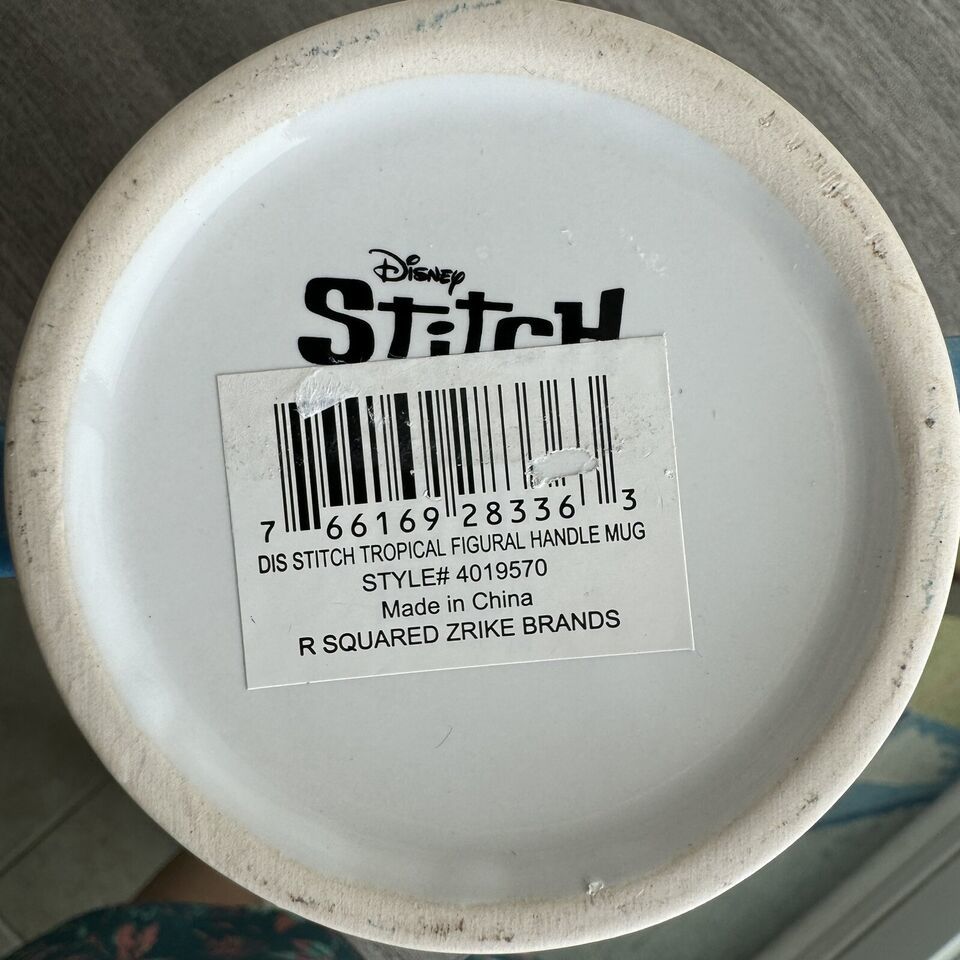 Disney
Stitch
7 66169 28336 3
DIS STITCH TROPICAL FIGURAL HANDLE MUG
STYLE# 4019570
Made in China
R SQUARED ZRIKE BRANDS